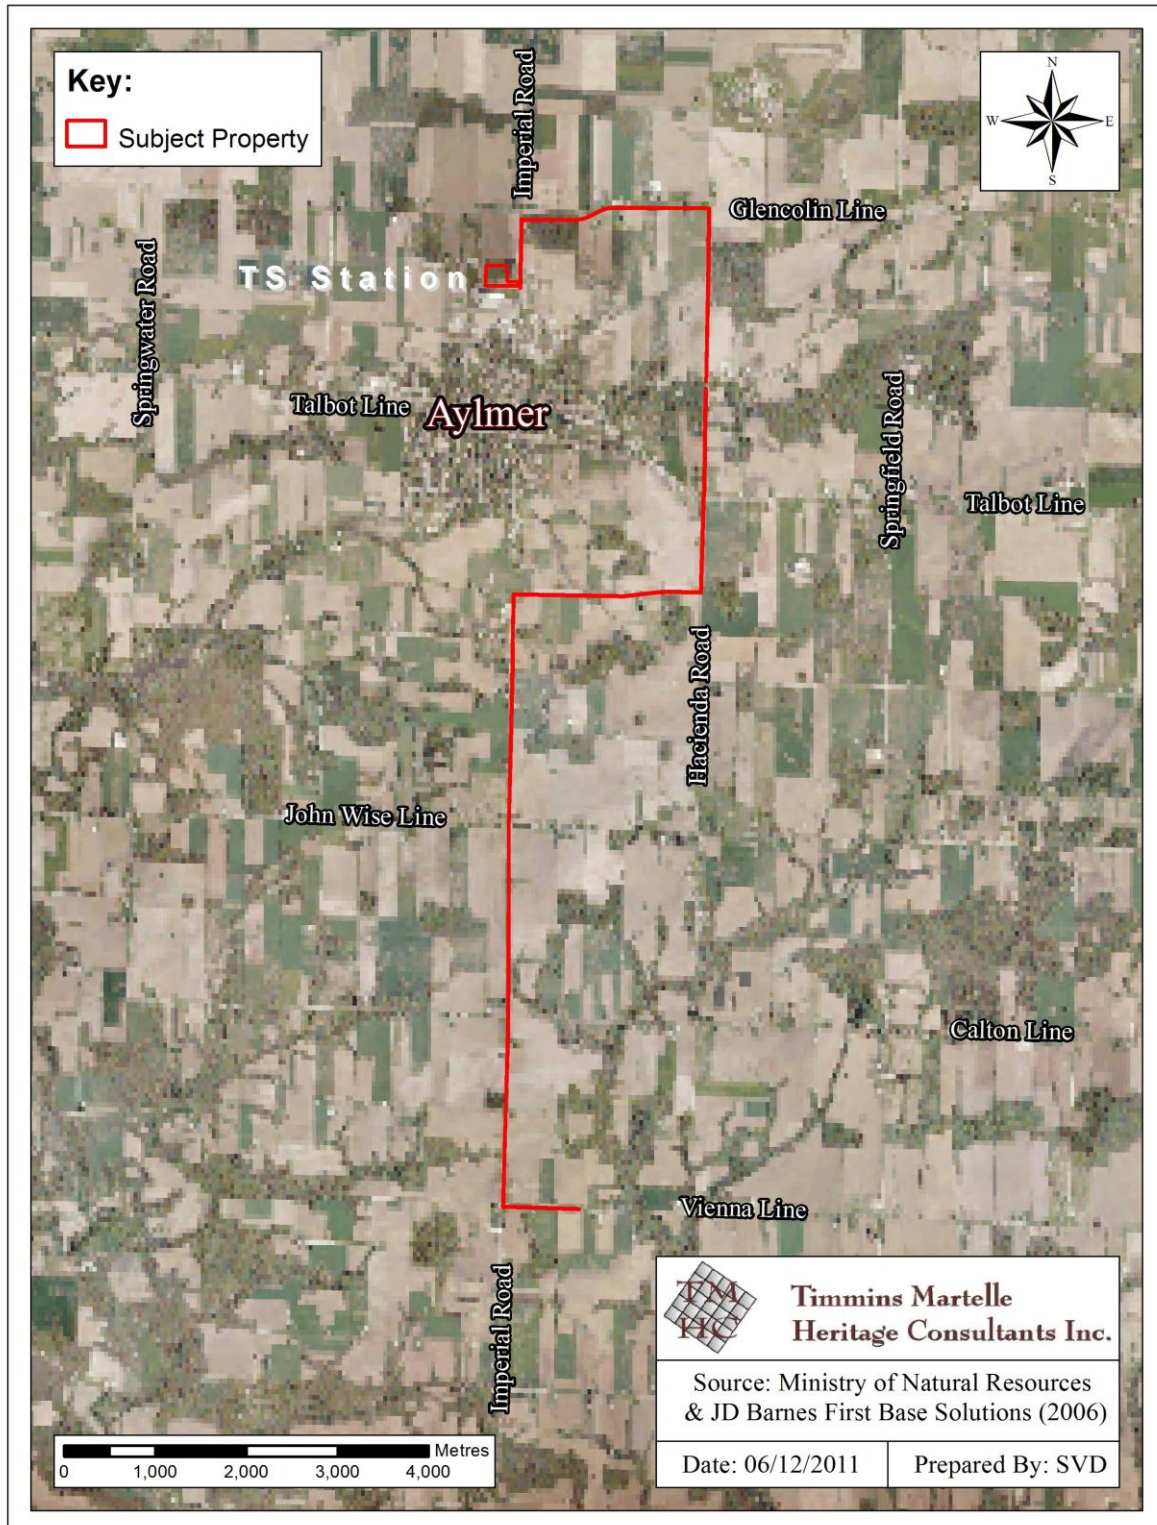 Key:
Subject Property
Imperial Road
N
W E
S
Glencolin Line
Springwater Road
TS Station
Talbot Line
Aylmer
Springfield Road
Talbot Line
Hacienda Road
John Wise Line
Calton Line
Vienna Line
Imperial Road
TM
HC
Timmins Martelle
Heritage Consultants Inc.
Source: Ministry of Natural Resources
& JD Barnes First Base Solutions (2006)
Date: 06/12/2011
Prepared By: SVD
Metres
0 1,000 2,000 3,000 4,000